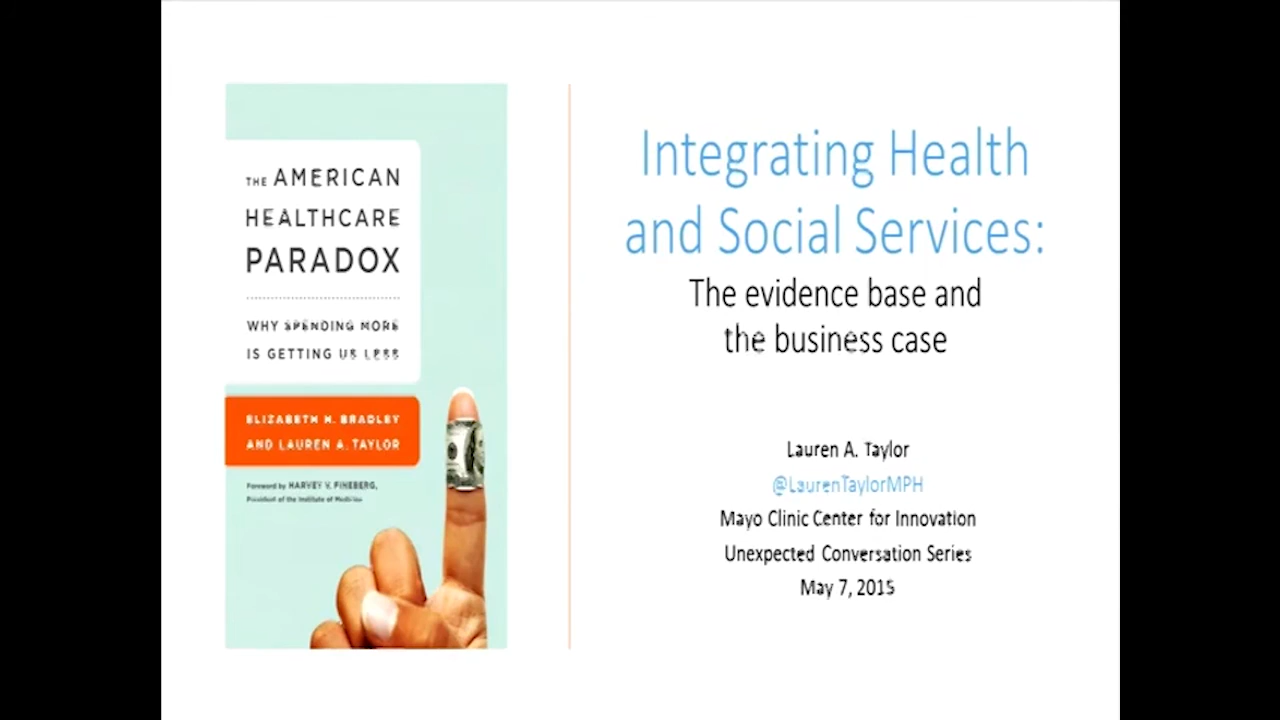 THE AMERICAN
HEALTHCARE
PARADOX
WHY SPENDING MORE
IS GETTING US LESS
ELIZABETH H. BRADLEY
AND LAUREN A. TAYLOR
Foreword by HARVEY V. FINEBERG,
President of the Institute of Medicine
Integrating Health
and Social Services:
The evidence base and
the business case
Lauren A. Taylor
@LaurenTaylorMPH
Mayo Clinic Center for Innovation
Unexpected Conversation Series
May 7, 2015